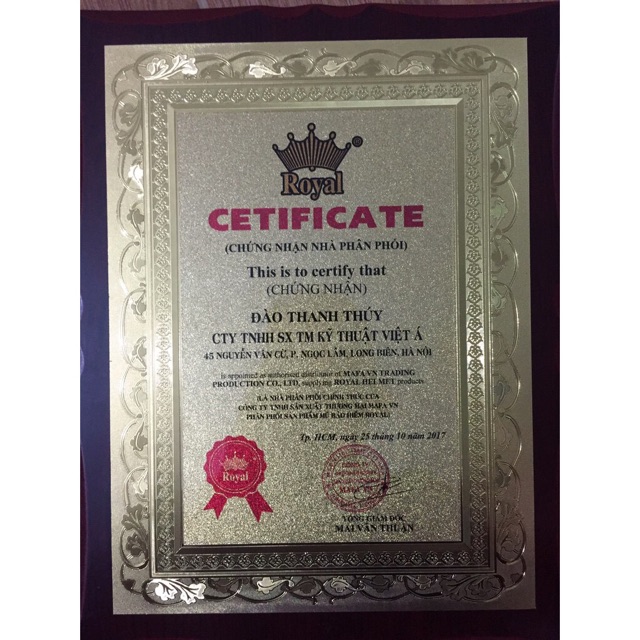 ®
Royal
CETIFICATE
(CHỨNG NHẬN NHÀ PHÂN PHỐI)
This is to certify that
(CHỨNG NHẬN)
ĐÀO THANH THÚY
CTY TNHH SX TM KỸ THUẬT VIỆT Á
45 NGUYỄN VĂN CỪ, P. NGỌC LÂM, LONG BIÊN, HÀ NỘI
is appointed as authorised distributor of MAFA VN TRADING
PRODUCTION CO., LTD, supplying ROYAL HELMET products
(LÀ NHÀ PHÂN PHỐI CHÍNH THỨC CỦA
CÔNG TY TNHH SẢN XUẤT THƯƠNG MẠI MAFA VN
PHÂN PHỐI SẢN PHẨM MŨ BẢO HIỂM ROYAL)
Tp. HCM, ngày 25 tháng 10 năm 2017
Royal
TỔNG GIÁM ĐỐC
MAI VĂN THUẬN